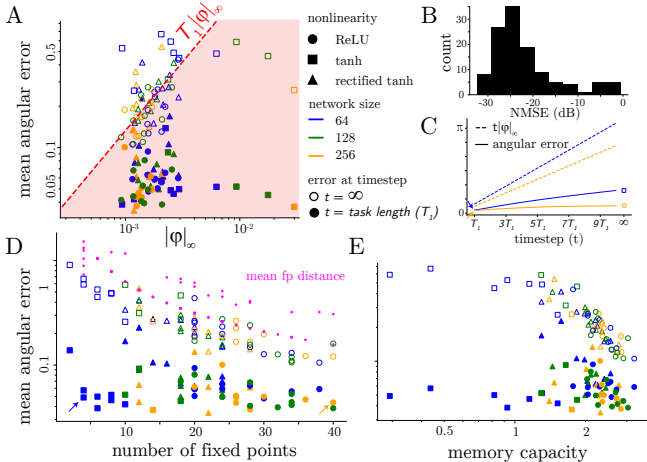 A
mean angular error
0.5
0.1
0.05
T₁|φ|∞
10⁻³
10⁻²
|φ|∞
nonlinearity
ReLU
tanh
rectified tanh
network size
64
128
256
error at timestep
t = ∞
t = task length (T₁)
B
count
30
15
0
-30
-20
-10
0
NMSE (dB)
C
π
0
t|φ|∞
angular error
T₁
3T₁
5T₁
7T₁
9T₁
∞
timestep (t)
D
mean angular error
1
0.1
mean fp distance
10
20
30
40
number of fixed points
E
0.5
1
2
memory capacity